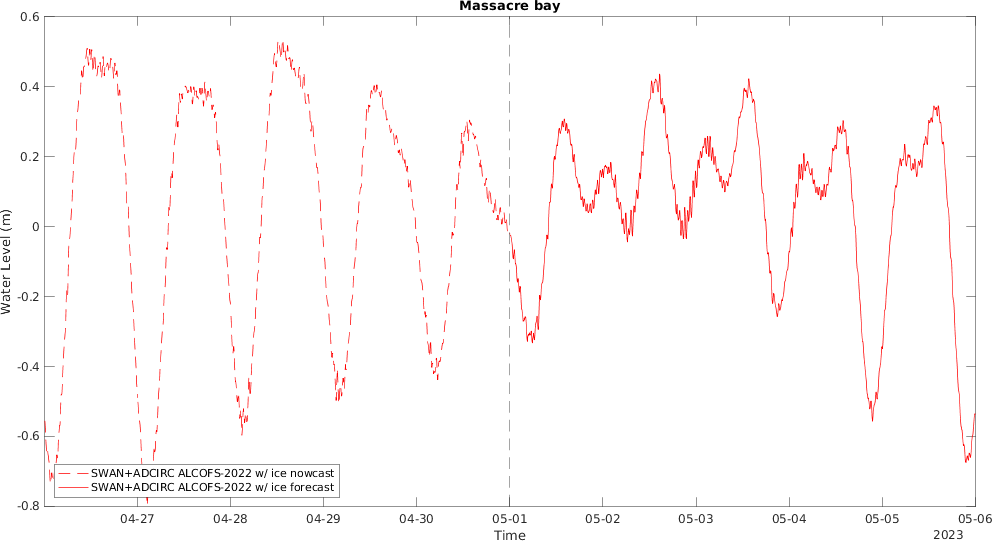 Massacre bay
0.6
0.4
0.2
0
-0.2
-0.4
-0.6
-0.8
Water Level (m)
SWAN+ADCIRC ALCOFS-2022 w/ ice nowcast
SWAN+ADCIRC ALCOFS-2022 w/ ice forecast
04-27 04-28 04-29 04-30 05-01 05-02 05-03 05-04 05-05 05-06
Time
2023